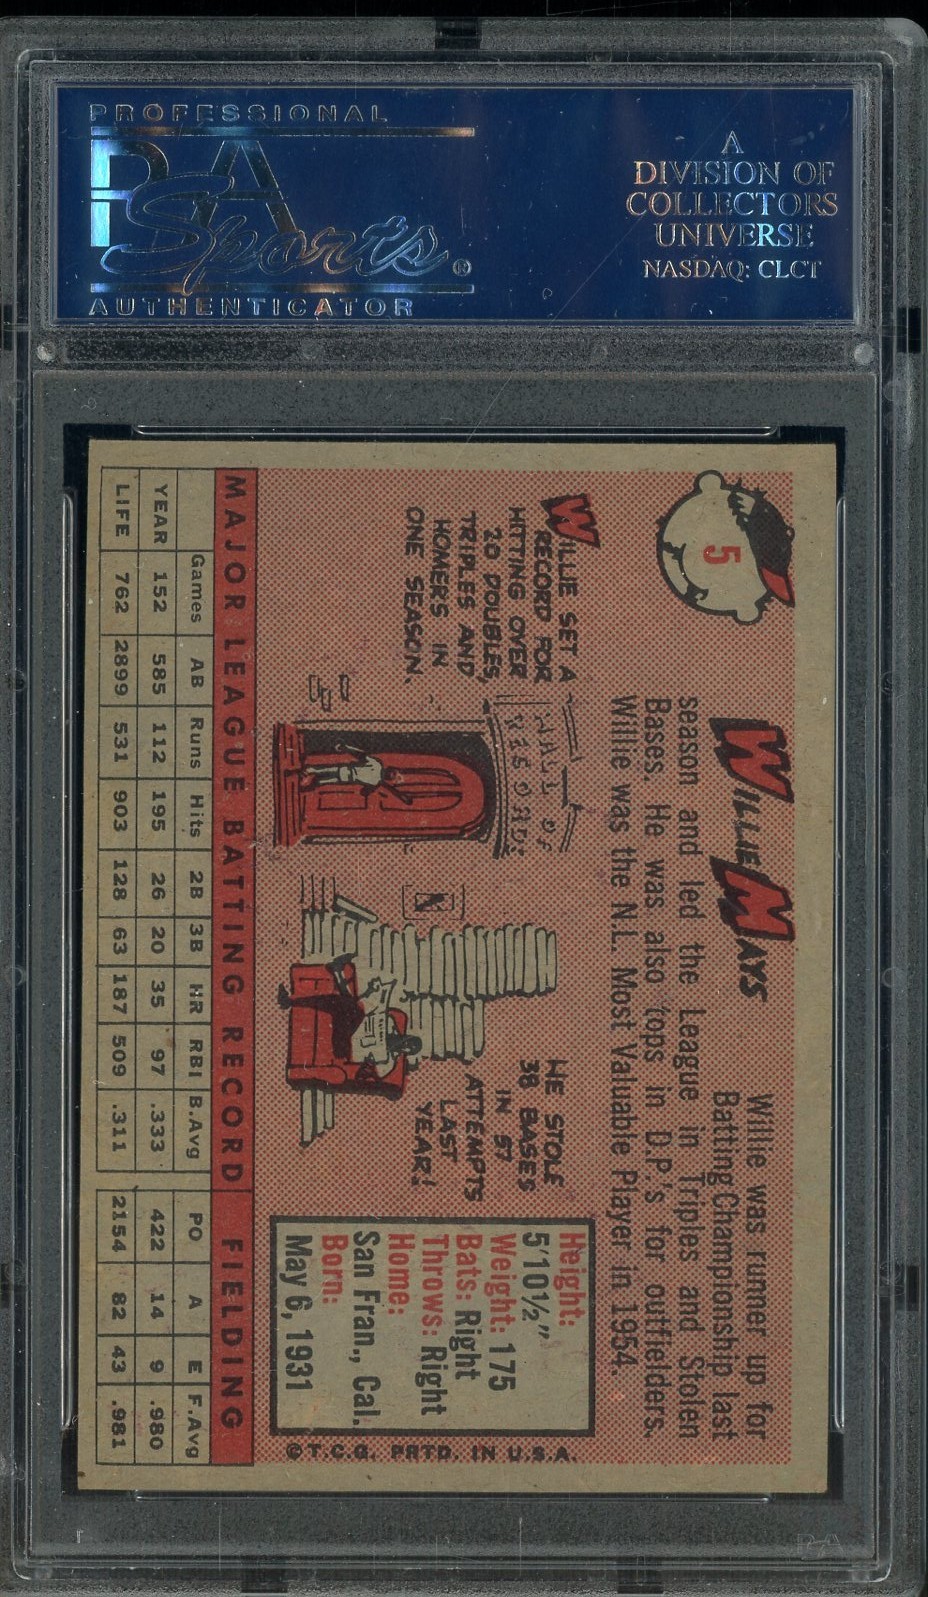 PROFESSIONAL
PSA
Sports®
AUTHENTICATOR
A
DIVISION OF
COLLECTORS
UNIVERSE
NASDAQ: CLCT
5
WILLIE MAYS
Willie was runner up for
Batting Championship last
season and led the League in Triples and Stolen
Bases. He was also tops in D.P.'s for outfielders.
Willie was the N.L. Most Valuable Player in 1954.
WILLIE SET A
RECORD FOR
HITTING OVER
20 DOUBLES,
TRIPLES AND
HOMERS IN
ONE SEASON.
HALL OF
RECORDS
HE STOLE
38 BASES
IN 57
ATTEMPTS
LAST
YEAR!
Height:
5'10½"
Weight: 175
Bats: Right
Throws: Right
Home:
San Fran., Cal.
Born:
May 6, 1931
©T.C.G. PRTD. IN U.S.A.
MAJOR LEAGUE BATTING RECORD FIELDING
Games AB Runs Hits 2B 3B HR RBI B.Avg PO A E F.Avg
YEAR 152 585 112 195 26 20 35 97 .333 422 14 9 .980
LIFE 762 2899 531 903 128 63 187 509 .311 2154 82 43 .981